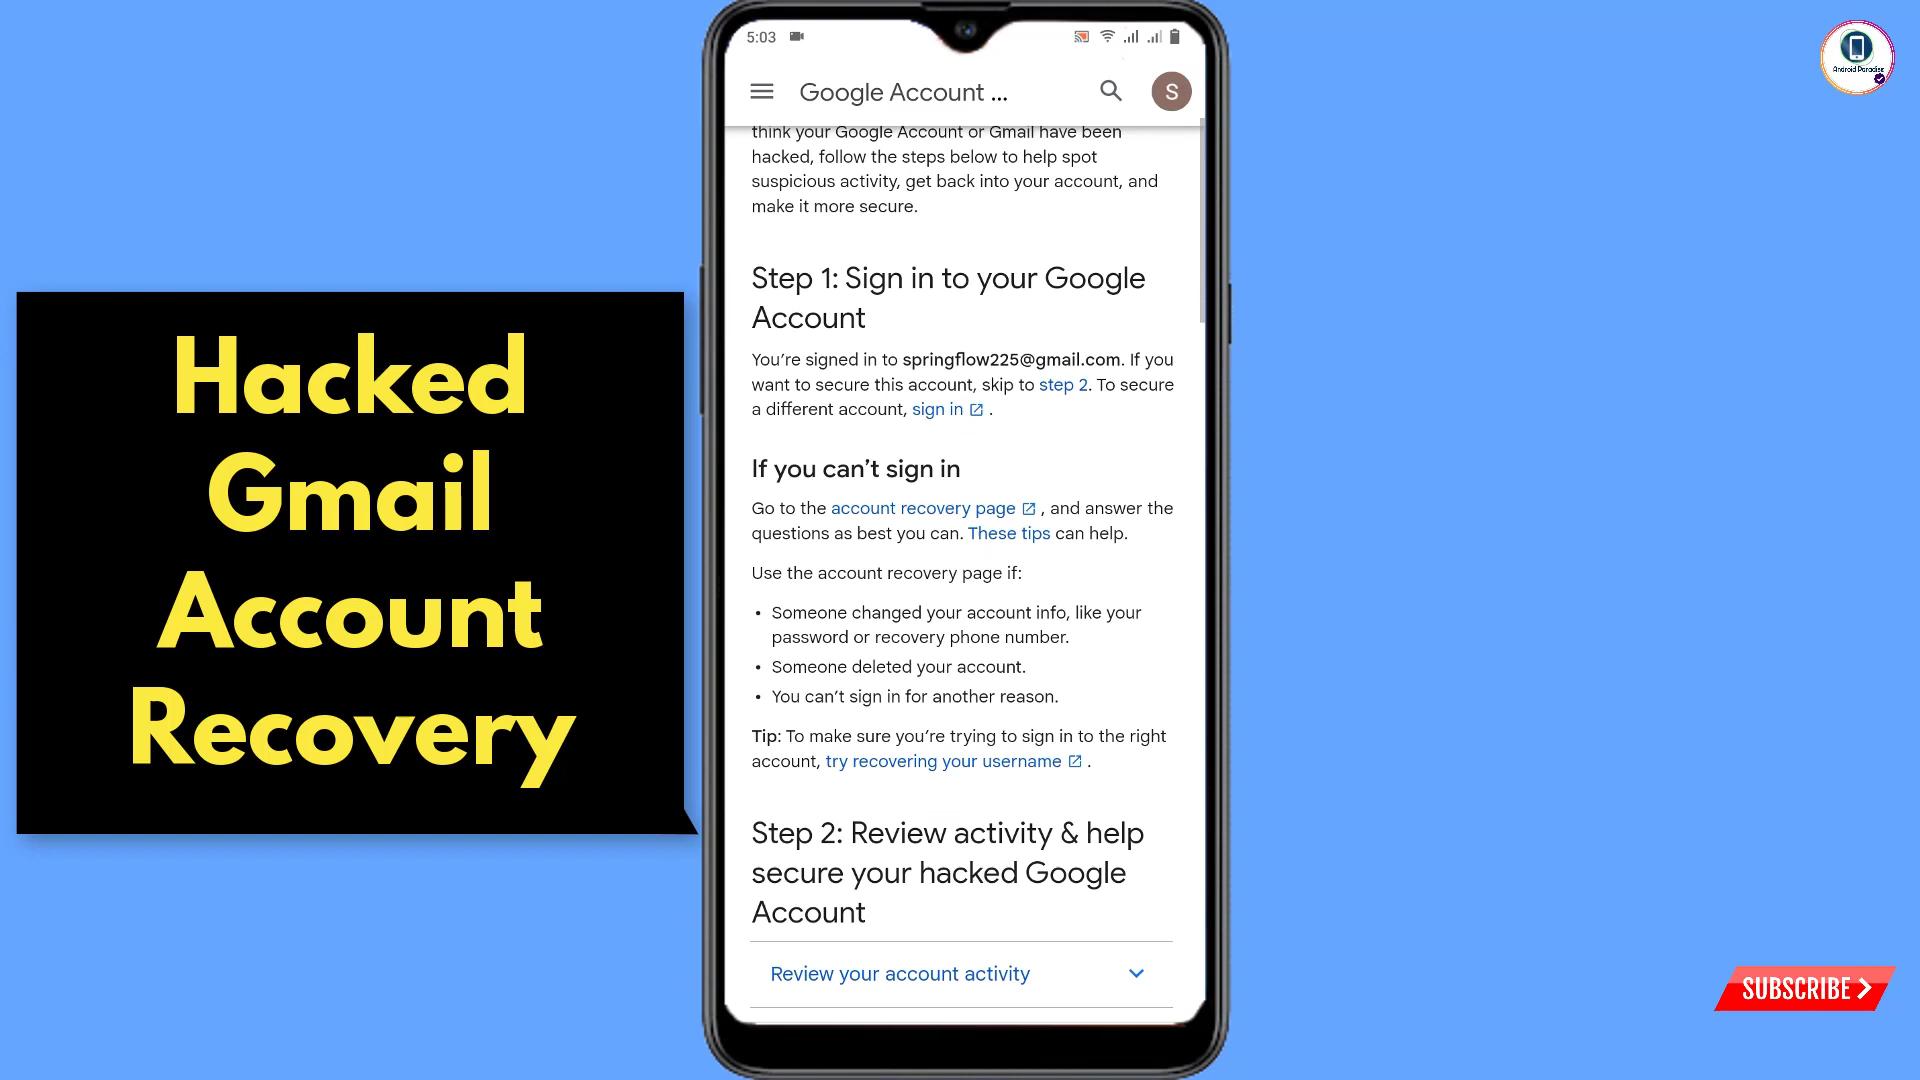 Hacked
Gmail
Account
Recovery
5:03
Google Account ...
S
think your Google Account or Gmail have been
hacked, follow the steps below to help spot
suspicious activity, get back into your account, and
make it more secure.
Step 1: Sign in to your Google
Account
You’re signed in to springflow225@gmail.com. If you
want to secure this account, skip to step 2. To secure
a different account, sign in .
If you can’t sign in
Go to the account recovery page , and answer the
questions as best you can. These tips can help.
Use the account recovery page if:
• Someone changed your account info, like your
password or recovery phone number.
• Someone deleted your account.
• You can’t sign in for another reason.
Tip: To make sure you’re trying to sign in to the right
account, try recovering your username .
Step 2: Review activity & help
secure your hacked Google
Account
Review your account activity
Android Paradise
SUBSCRIBE